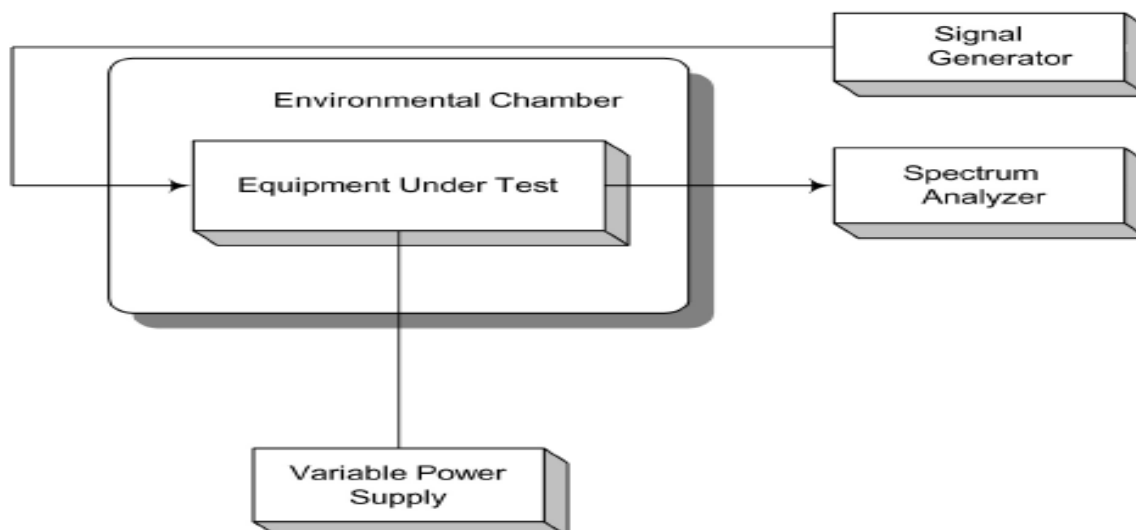 Signal
Generator
Environmental Chamber
Equipment Under Test
Spectrum
Analyzer
Variable Power
Supply